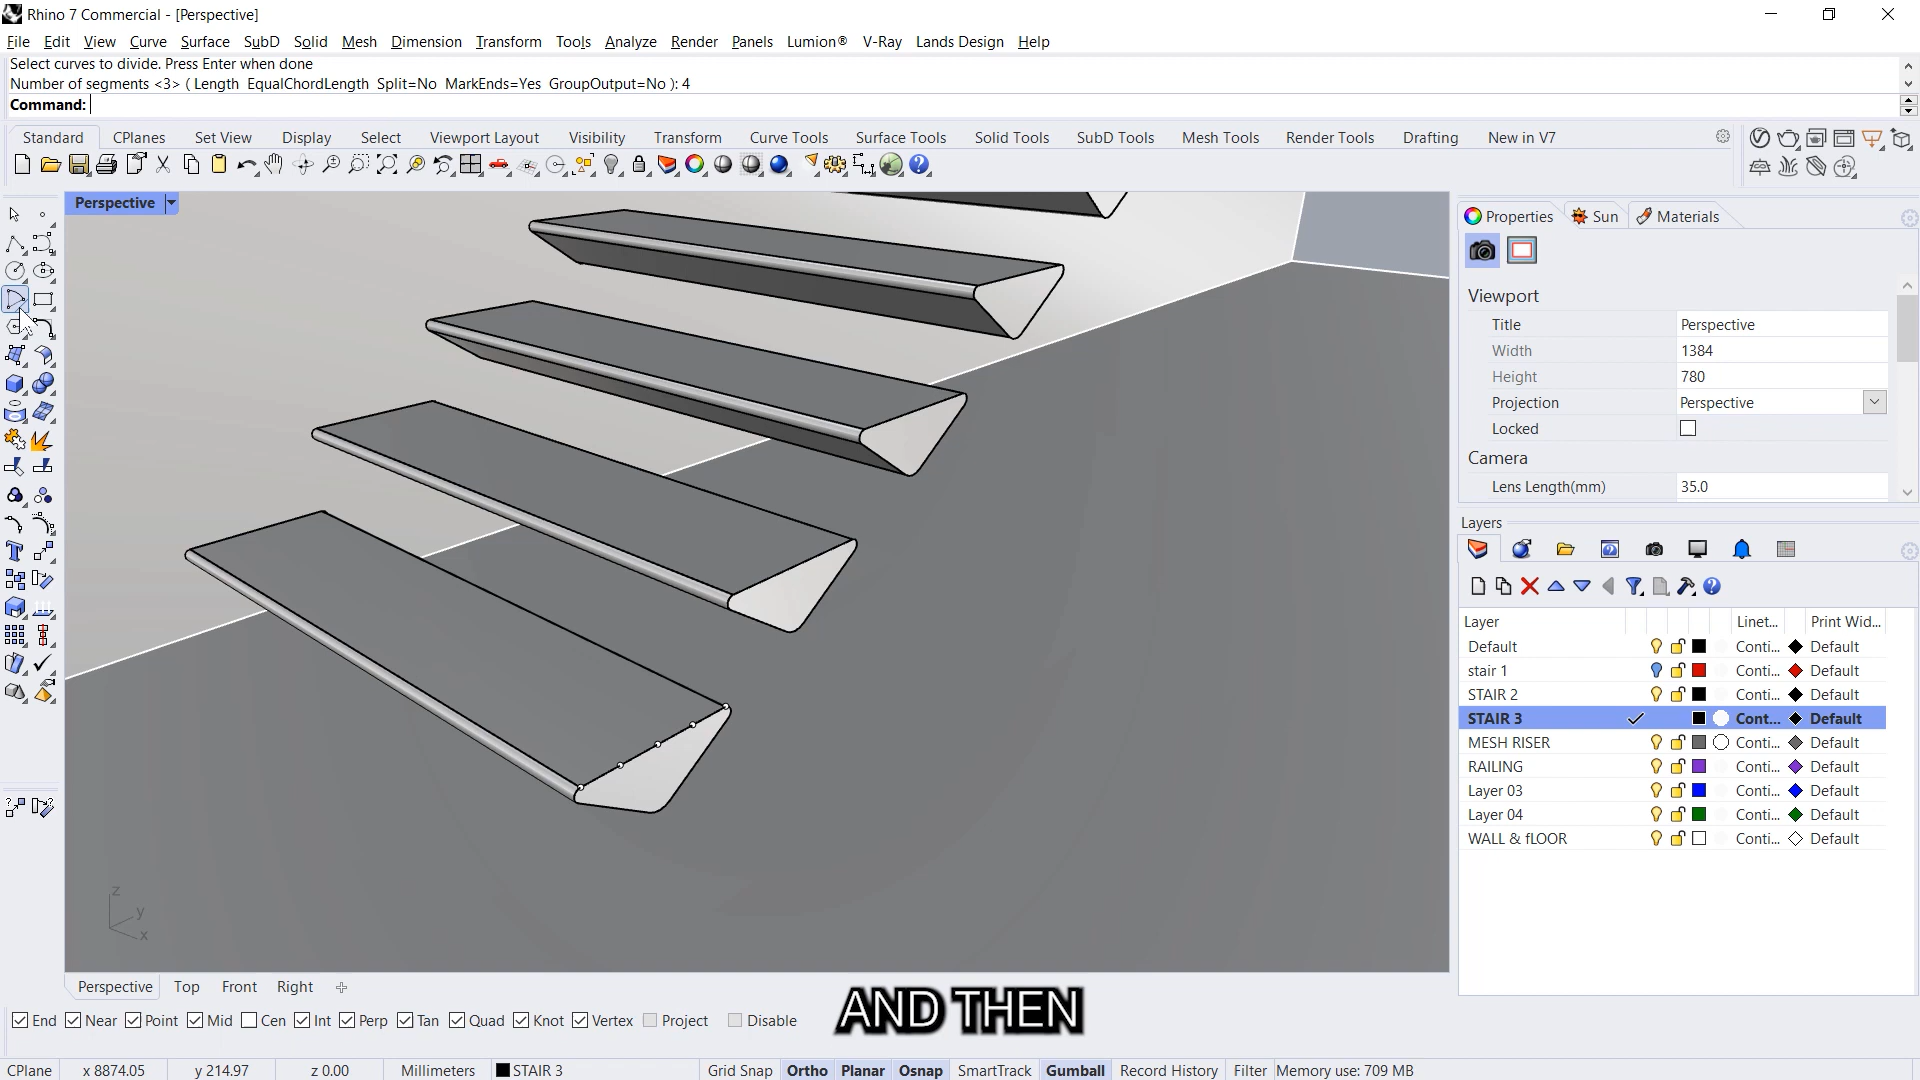 Rhino 7 Commercial - [Perspective]
File Edit View Curve Surface SubD Solid Mesh Dimension Transform Tools Analyze Render Panels Lumion® V-Ray Lands Design Help
Select curves to divide. Press Enter when done
Number of segments <3> ( Length EqualChordLength Split=No MarkEnds=Yes GroupOutput=No ): 4
Command:
Standard CPlanes Set View Display Select Viewport Layout Visibility Transform Curve Tools Surface Tools Solid Tools SubD Tools Mesh Tools Render Tools Drafting New in V7
Perspective
Properties Sun Materials
Viewport
Title Perspective
Width 1384
Height 780
Projection Perspective
Locked
Camera
Lens Length(mm) 35.0
Layers
Layer Linet... Print Wid...
Default Conti... Default
stair 1 Conti... Default
STAIR 2 Conti... Default
STAIR 3 Cont... Default
MESH RISER Conti... Default
RAILING Conti... Default
Layer 03 Conti... Default
Layer 04 Conti... Default
WALL & fLOOR Conti... Default
z
y
x
Perspective Top Front Right
AND THEN
End Near Point Mid Cen Int Perp Tan Quad Knot Vertex Project Disable
CPlane x 8874.05 y 214.97 z 0.00 Millimeters STAIR 3 Grid Snap Ortho Planar Osnap SmartTrack Gumball Record History Filter Memory use: 709 MB